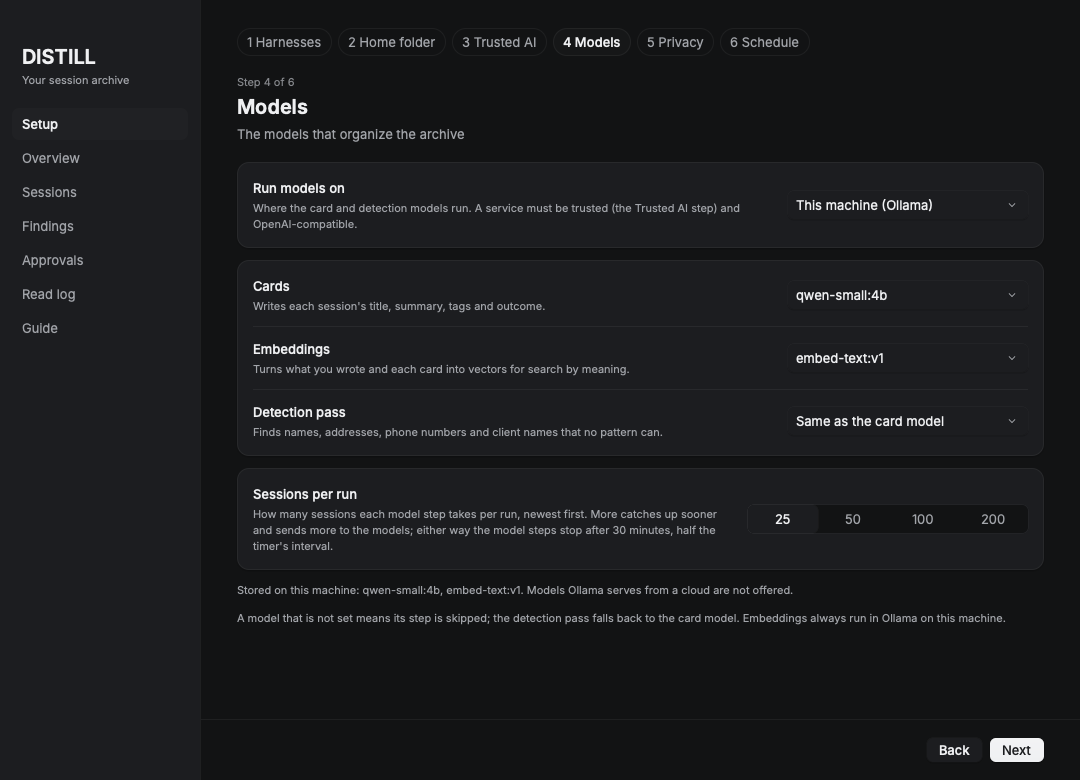 DISTILL
Your session archive
Setup
Overview
Sessions
Findings
Approvals
Read log
Guide
1 Harnesses
2 Home folder
3 Trusted AI
4 Models
5 Privacy
6 Schedule
Step 4 of 6
Models
The models that organize the archive
Run models on
Where the card and detection models run. A service must be trusted (the Trusted AI step) and
OpenAI-compatible.
This machine (Ollama)
Cards
Writes each session's title, summary, tags and outcome.
qwen-small:4b
Embeddings
Turns what you wrote and each card into vectors for search by meaning.
embed-text:v1
Detection pass
Finds names, addresses, phone numbers and client names that no pattern can.
Same as the card model
Sessions per run
How many sessions each model step takes per run, newest first. More catches up sooner
and sends more to the models; either way the model steps stop after 30 minutes, half the
timer's interval.
25
50
100
200
Stored on this machine: qwen-small:4b, embed-text:v1. Models Ollama serves from a cloud are not offered.
A model that is not set means its step is skipped; the detection pass falls back to the card model. Embeddings always run in Ollama on this machine.
Back
Next